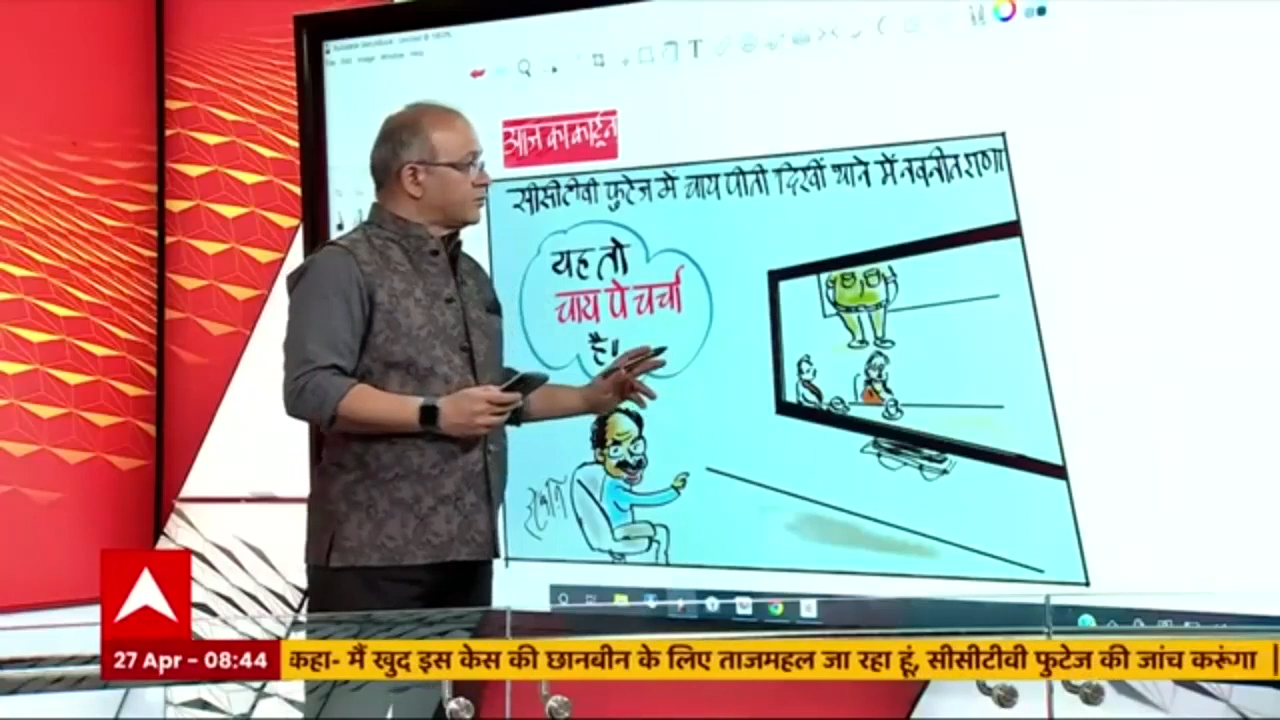 आज का कार्टून
सीसीटीवी फुटेज में चाय पीती दिखीं थाने में नवनीत राणा
यह तो
चाय पे चर्चा
है।
T
27 Apr - 08:44
कहा- मैं खुद इस केस की छानबीन के लिए ताजमहल जा रहा हूं, सीसीटीवी फुटेज की जांच करूंगा